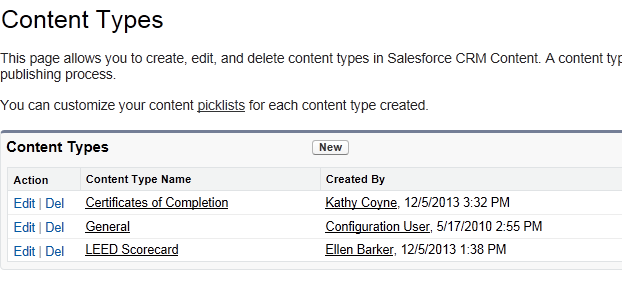 Content Types
This page allows you to create, edit, and delete content types in Salesforce CRM Content. A content
publishing process.
You can customize your content picklists for each content type created.
Content Types New
Action Content Type Name Created By
Edit | Del Certificates of Completion Kathy Coyne, 12/5/2013 3:32 PM
Edit | Del General Configuration User, 5/17/2010 2:55 PM
Edit | Del LEED Scorecard Ellen Barker, 12/5/2013 1:38 PM